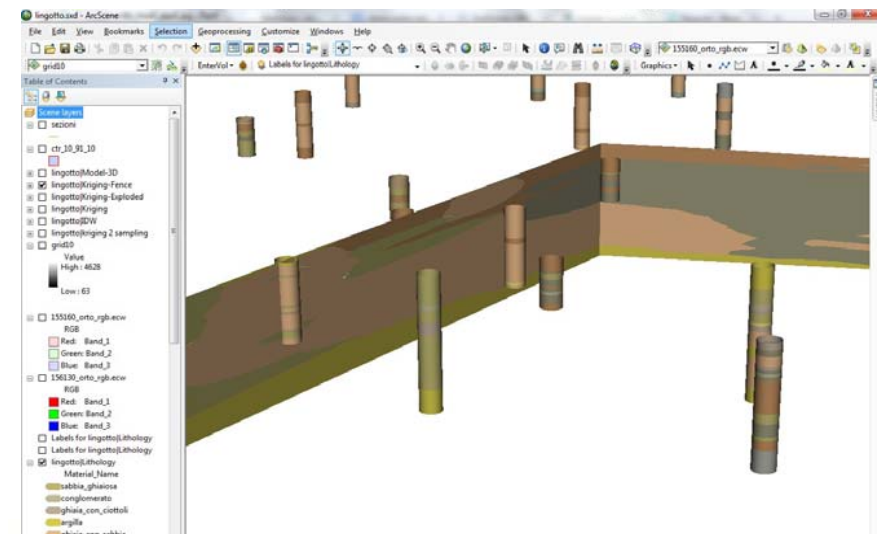 lingotto.sxd - ArcScene
File Edit View Bookmarks Selection Geoprocessing Customize Windows Help
155160_orto_rgb.ecw
grid10
EnterVol Labels for lingotto|Lithology
Graphics
Table of Contents
Scene layers
sezioni
ctr_10_91_10
lingotto|Model-3D
lingotto|Kriging-Fence
lingotto|Kriging-Exploded
lingotto|Kriging
lingotto|IDW
lingotto|kriging 2 sampling
grid10
Value
High : 4628
Low : 63
155160_orto_rgb.ecw
RGB
Red: Band_1
Green: Band_2
Blue: Band_3
156130_orto_rgb.ecw
RGB
Red: Band_1
Green: Band_2
Blue: Band_3
Labels for lingotto|Lithology
Labels for lingotto|Lithology
lingotto|Lithology
Material_Name
sabbia_ghiaiosa
conglomerato
ghiaia_con_ciottoli
argilla